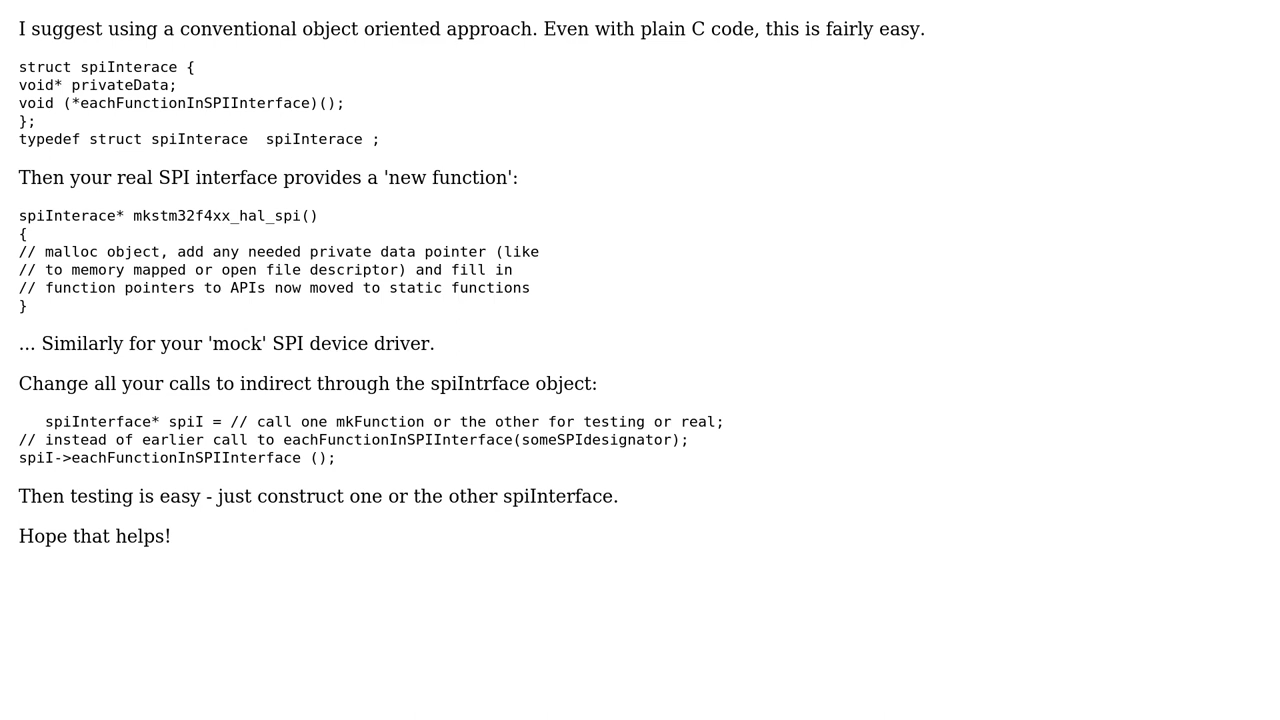 I suggest using a conventional object oriented approach. Even with plain C code, this is fairly easy.
struct spiInterace {
void* privateData;
void (*eachFunctionInSPIInterface)();
};
typedef struct spiInterace  spiInterace ;
Then your real SPI interface provides a 'new function':
spiInterace* mkstm32f4xx_hal_spi()
{
// malloc object, add any needed private data pointer (like
// to memory mapped or open file descriptor) and fill in
// function pointers to APIs now moved to static functions
}
... Similarly for your 'mock' SPI device driver.
Change all your calls to indirect through the spiIntrface object:
   spiInterface* spiI = // call one mkFunction or the other for testing or real;
// instead of earlier call to eachFunctionInSPIInterface(someSPIdesignator);
spiI->eachFunctionInSPIInterface ();
Then testing is easy - just construct one or the other spiInterface.
Hope that helps!